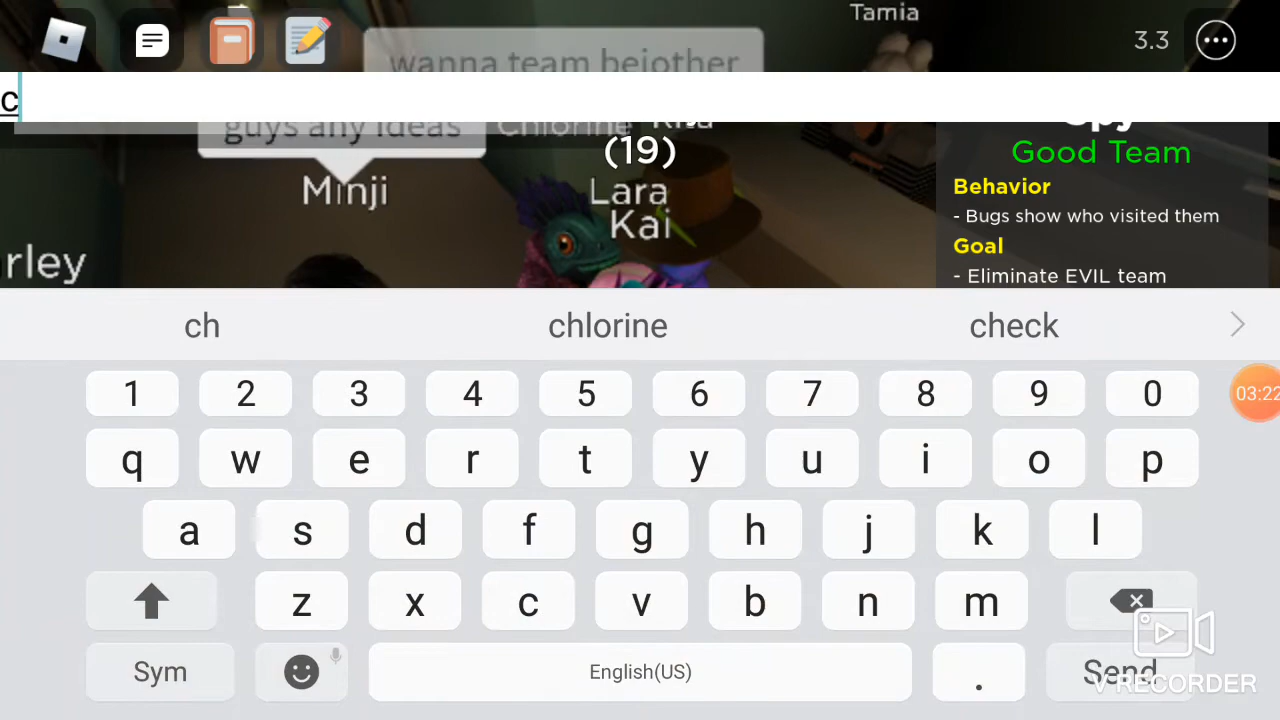 Tamia
3.3
wanna team bejother
c
guys any ideas
Chlorine
(19)
Spy
Good Team
Minji
Lara
Kai
Behavior
- Bugs show who visited them
Goal
- Eliminate EVIL team
rley
ch chlorine check
1 2 3 4 5 6 7 8 9 0
03:22
q w e r t y u i o p
a s d f g h j k l
z x c v b n m
Sym English(US) . Send
V RECORDER